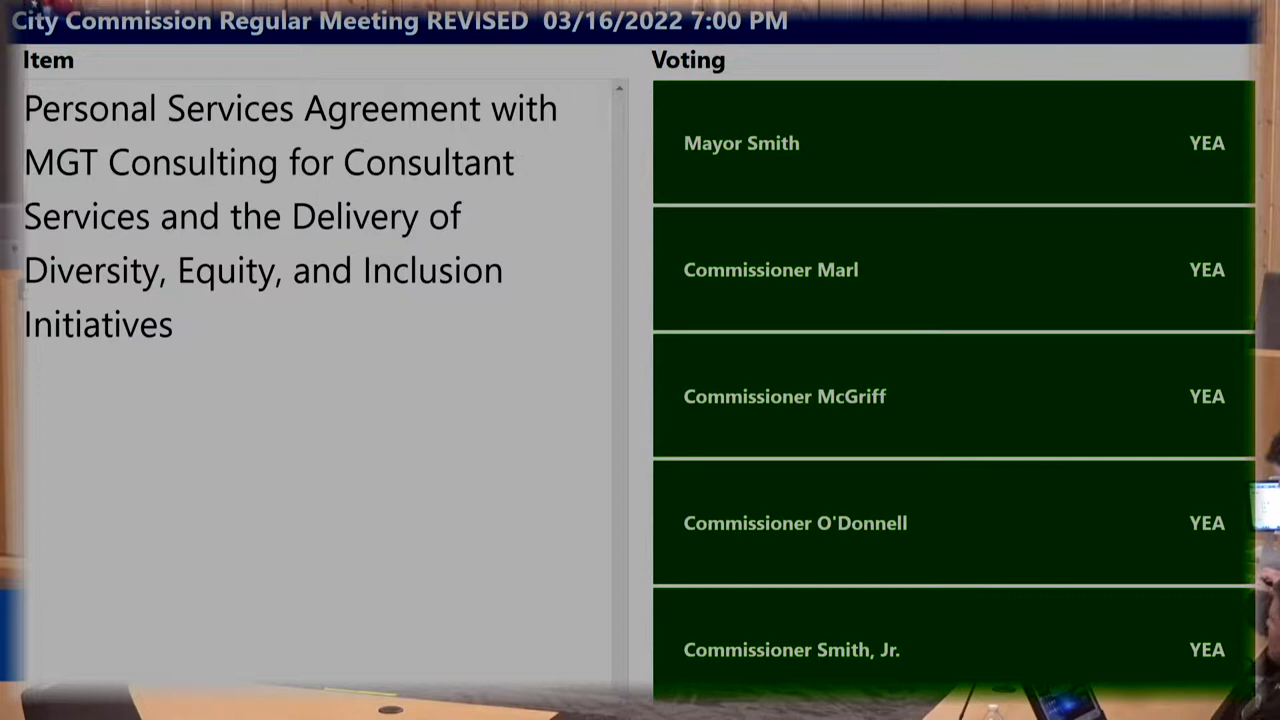 City Commission Regular Meeting REVISED 03/16/2022 7:00 PM
Item
Personal Services Agreement with
MGT Consulting for Consultant
Services and the Delivery of
Diversity, Equity, and Inclusion
Initiatives
Voting
Mayor Smith YEA
Commissioner Marl YEA
Commissioner McGriff YEA
Commissioner O'Donnell YEA
Commissioner Smith, Jr. YEA